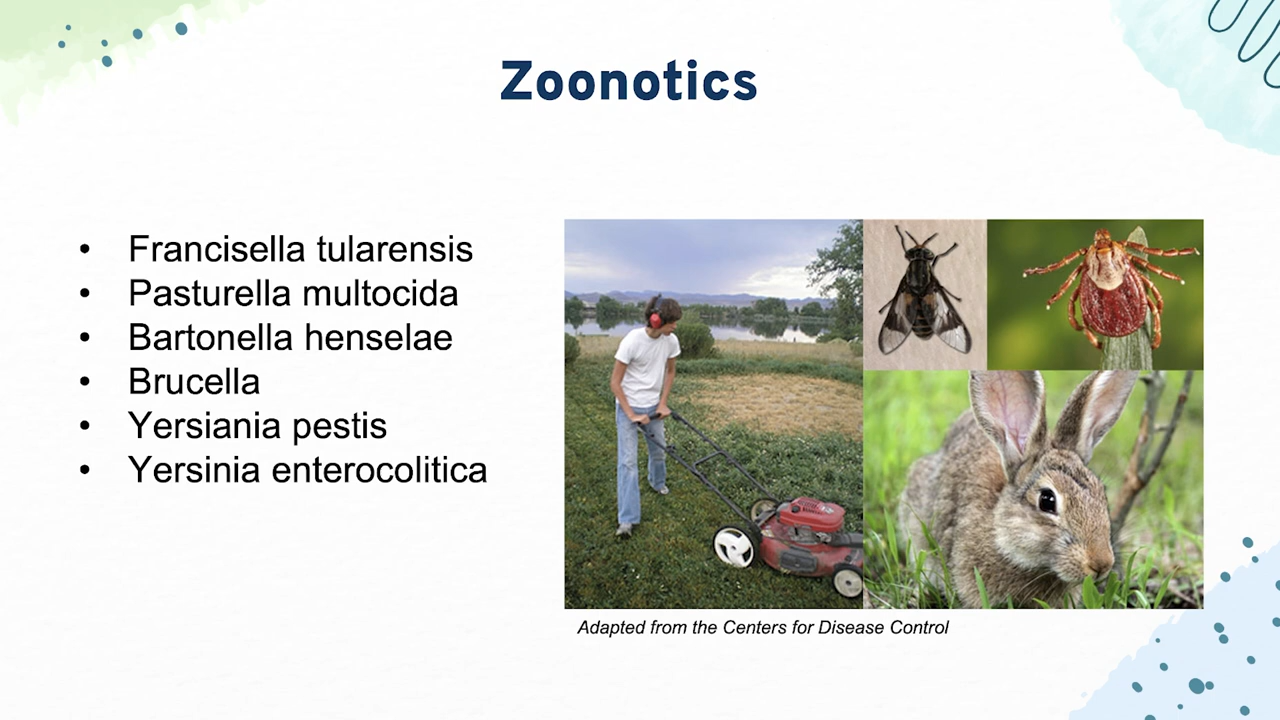 Zoonotics
• Francisella tularensis
• Pasturella multocida
• Bartonella henselae
• Brucella
• Yersiania pestis
• Yersinia enterocolitica
Adapted from the Centers for Disease Control